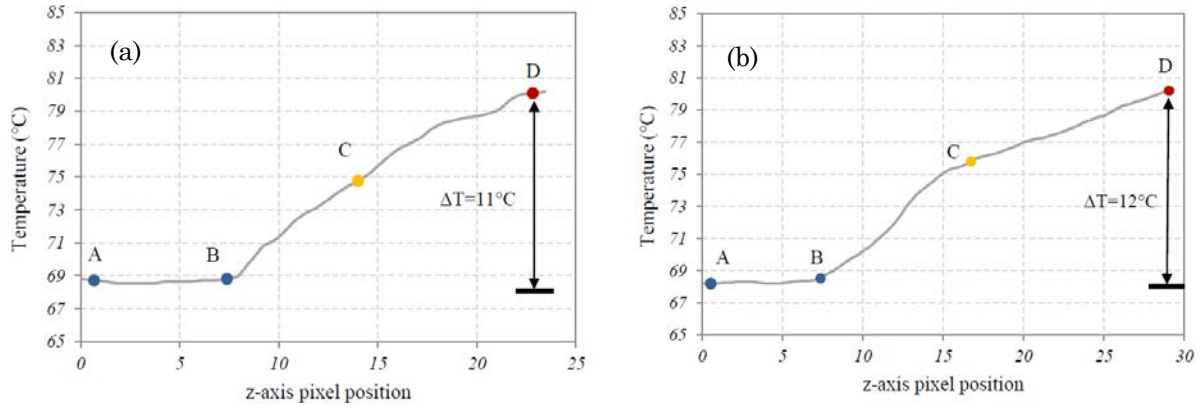 (a)
Temperature (°C)
85
83
81
79
77
75
73
71
69
67
65
A
B
C
D
ΔT=11°C
0
5
10
15
20
25
z-axis pixel position
(b)
Temperature (°C)
85
83
81
79
77
75
73
71
69
67
65
A
B
C
D
ΔT=12°C
0
5
10
15
20
25
30
z-axis pixel position